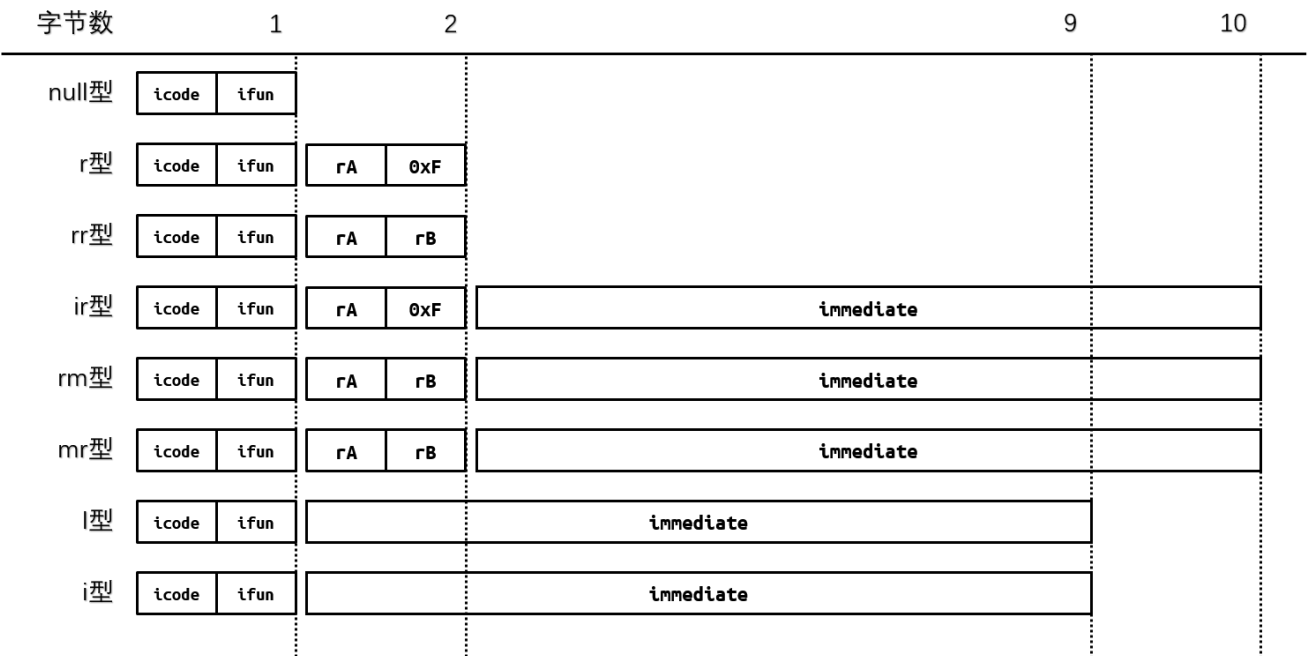 字节数 1 2 9 10
null型 icode ifun
r型 icode ifun rA 0xF
rr型 icode ifun rA rB
ir型 icode ifun rA 0xF immediate
rm型 icode ifun rA rB immediate
mr型 icode ifun rA rB immediate
l型 icode ifun immediate
i型 icode ifun immediate